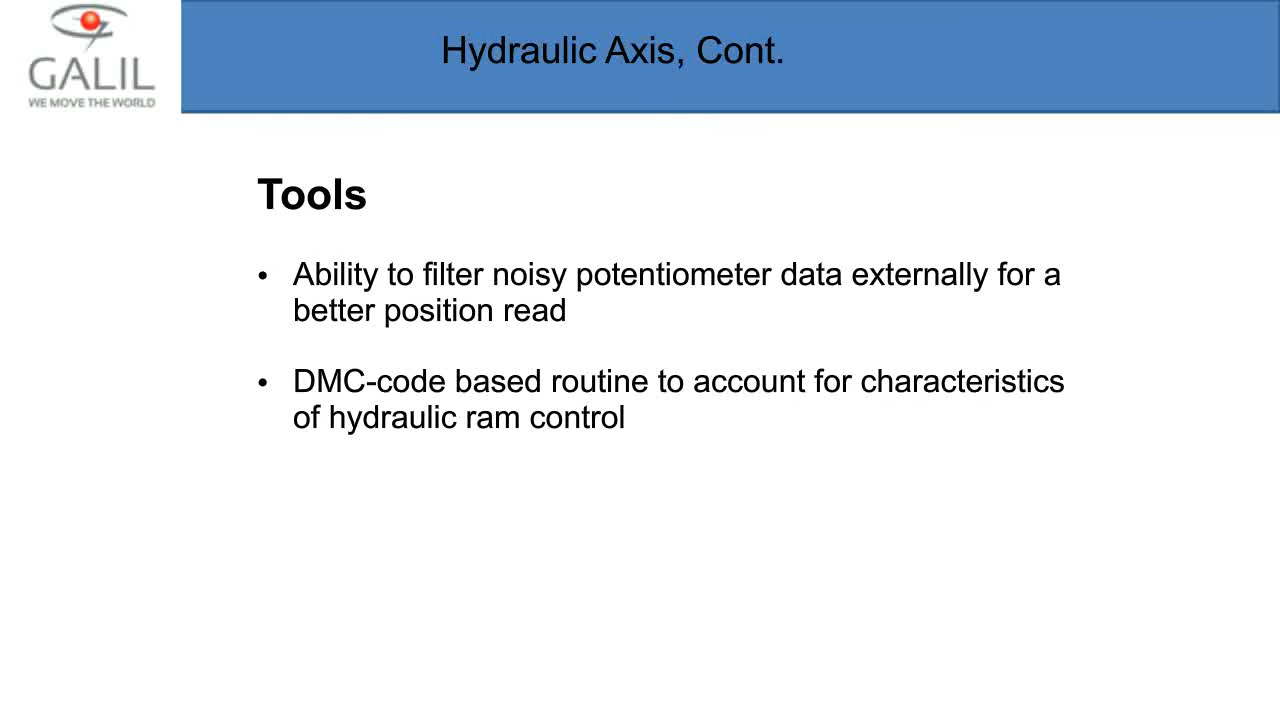 GALIL
WE MOVE THE WORLD
Hydraulic Axis, Cont.
Tools
• Ability to filter noisy potentiometer data externally for a
better position read
• DMC-code based routine to account for characteristics
of hydraulic ram control